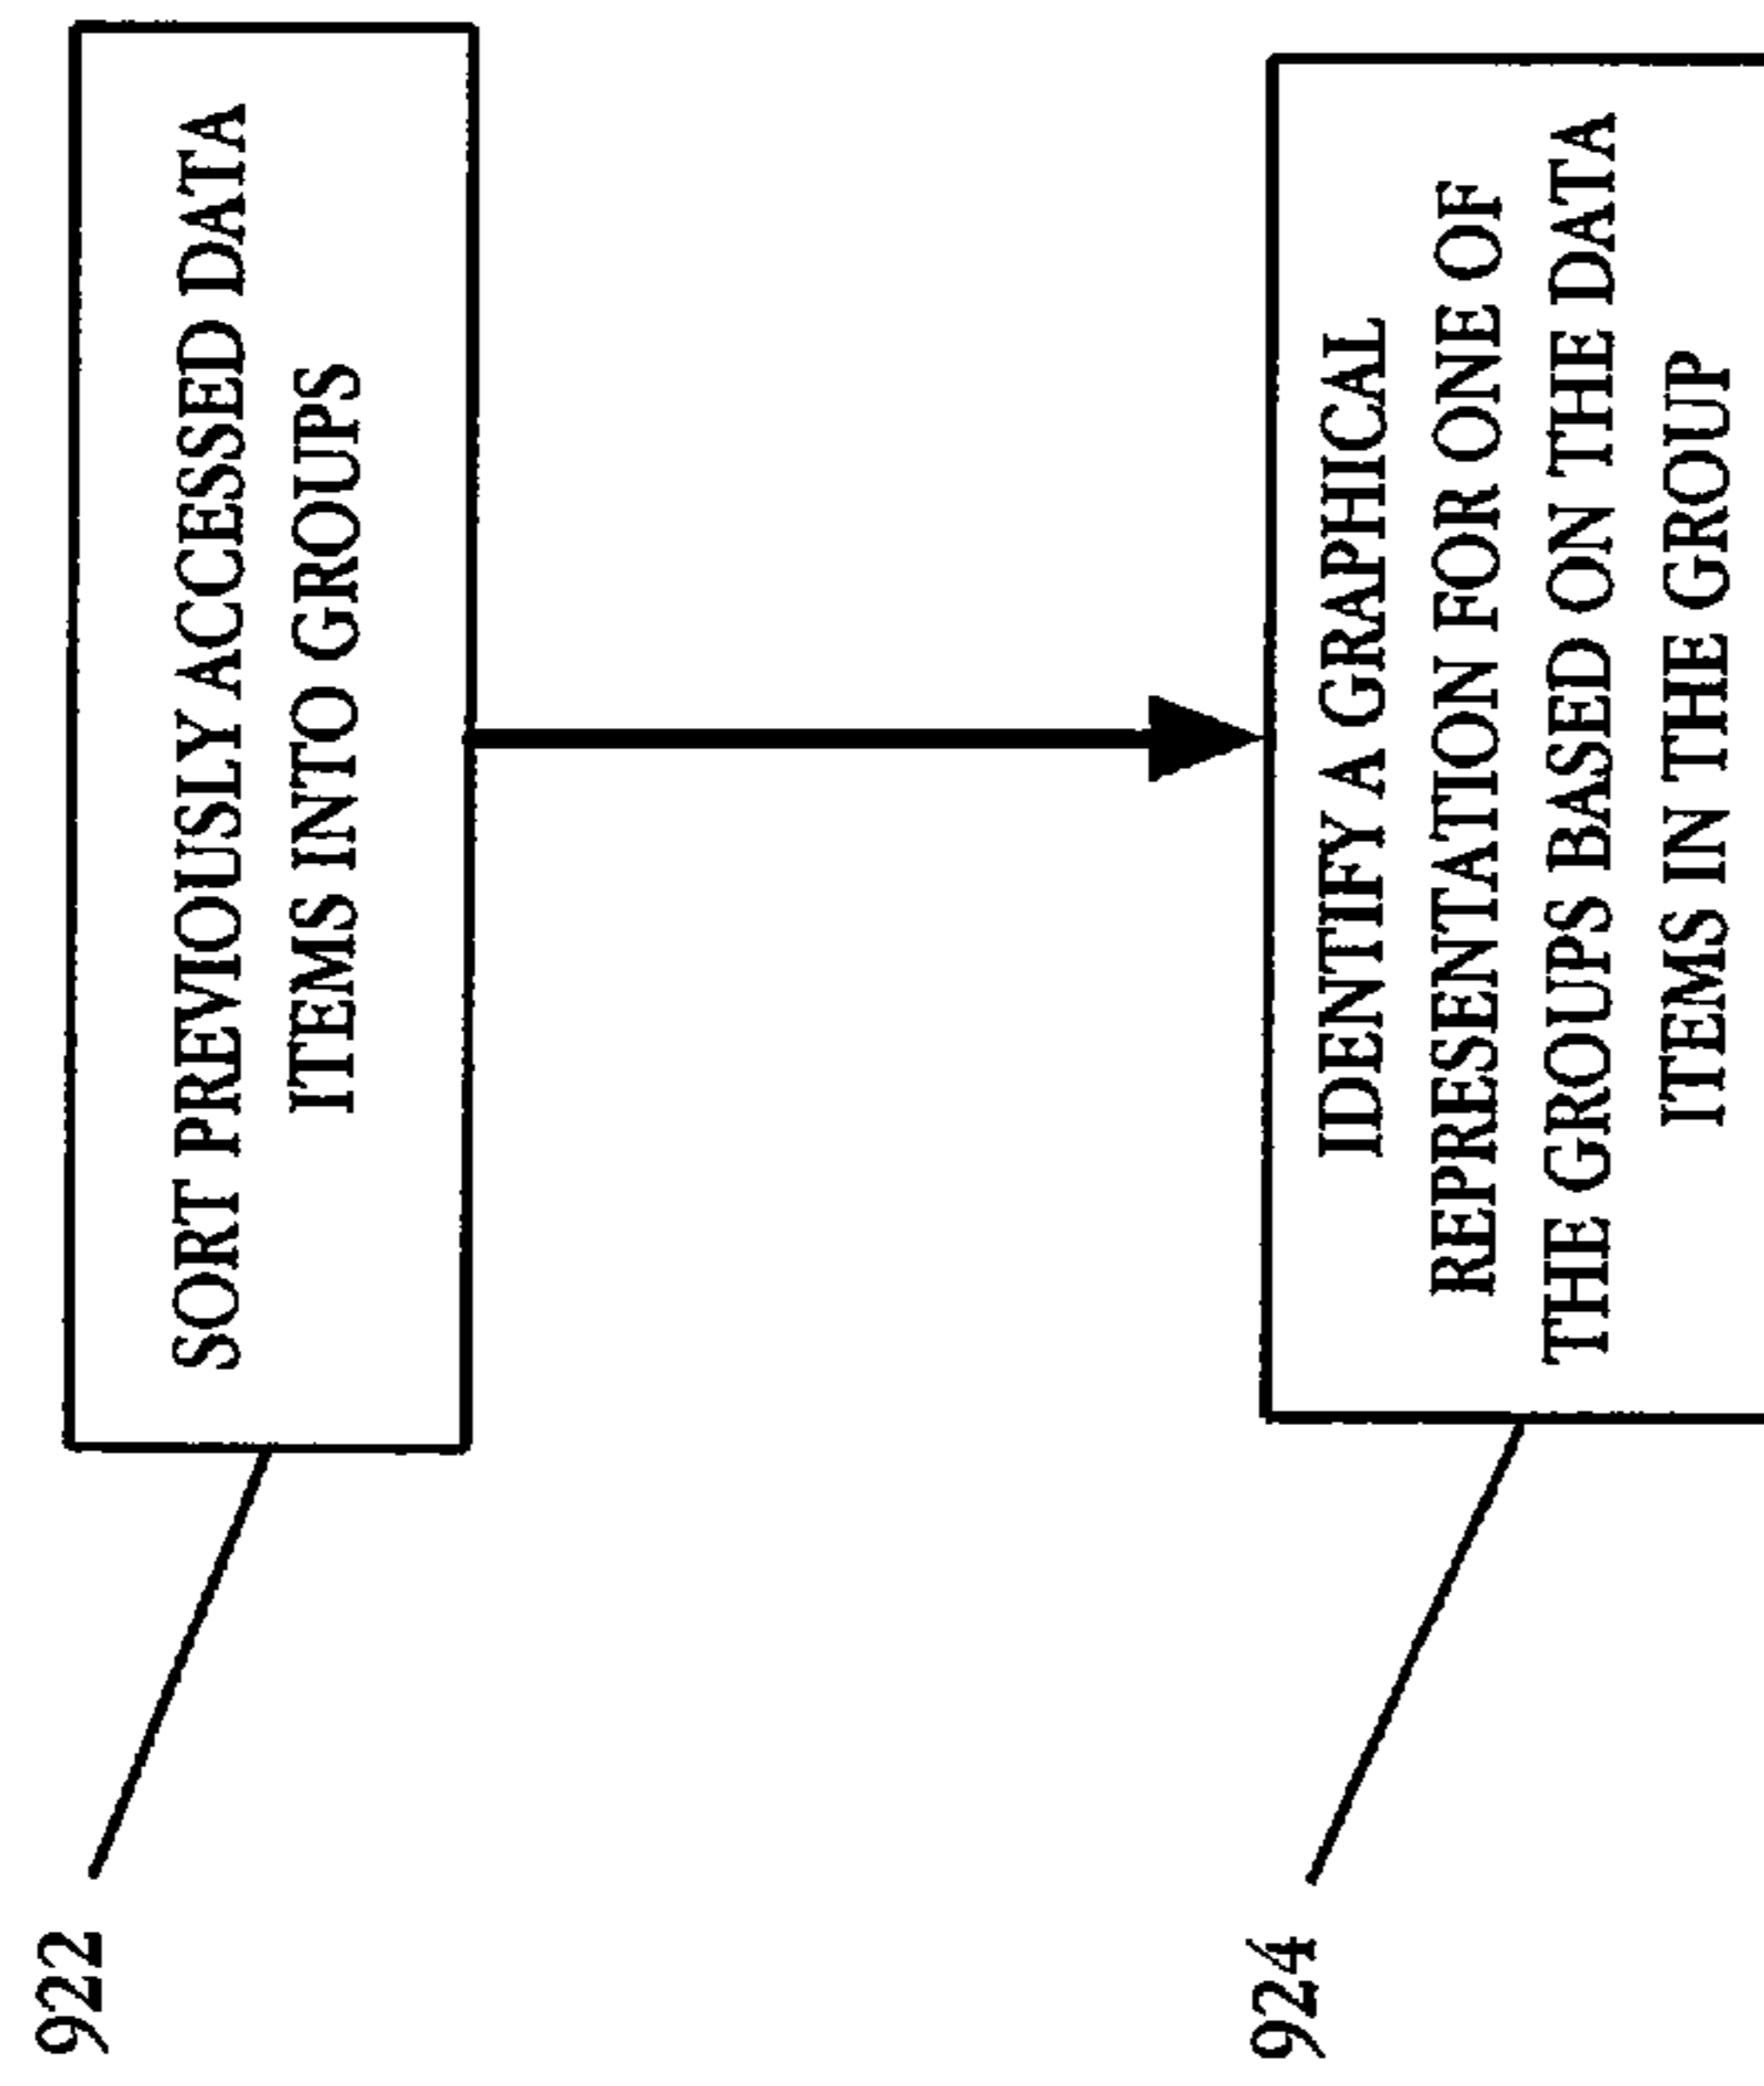 922
SORT PREVIOUSLY ACCESSED DATA
ITEMS INTO GROUPS
924
IDENTIFY A GRAPHICAL
REPRESENTATION FOR ONE OF
THE GROUPS BASED ON THE DATA
ITEMS IN THE GROUP